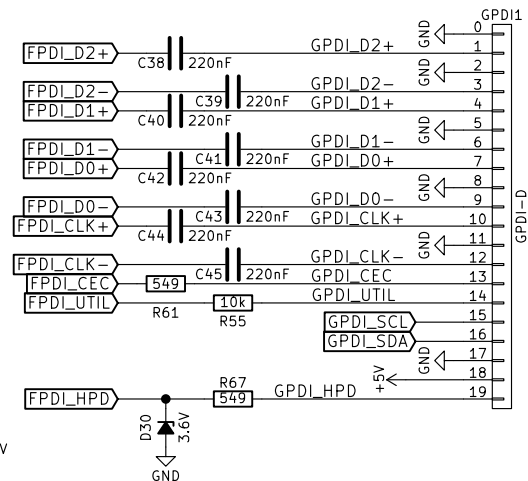 GPDI1
GND 0
FPDI_D2+ C38 220nF GPDI_D2+ 1
GND 2
FPDI_D2- C39 220nF GPDI_D2- 3
FPDI_D1+ C40 220nF GPDI_D1+ 4
GND 5
FPDI_D1- C41 220nF GPDI_D1- 6
FPDI_D0+ C42 220nF GPDI_D0+ 7
GND 8
FPDI_D0- C43 220nF GPDI_D0- 9
FPDI_CLK+ C44 220nF GPDI_CLK+ 10
GND 11
FPDI_CLK- C45 220nF GPDI_CLK- 12
FPDI_CEC 549 R61 GPDI_CEC 13
FPDI_UTIL 10k R55 GPDI_UTIL 14
GPDI_SCL 15
GPDI_SDA 16
GND 17
+5V 18
FPDI_HPD R67 549 GPDI_HPD 19
GPDI-D
D30 3.6V
V
GND